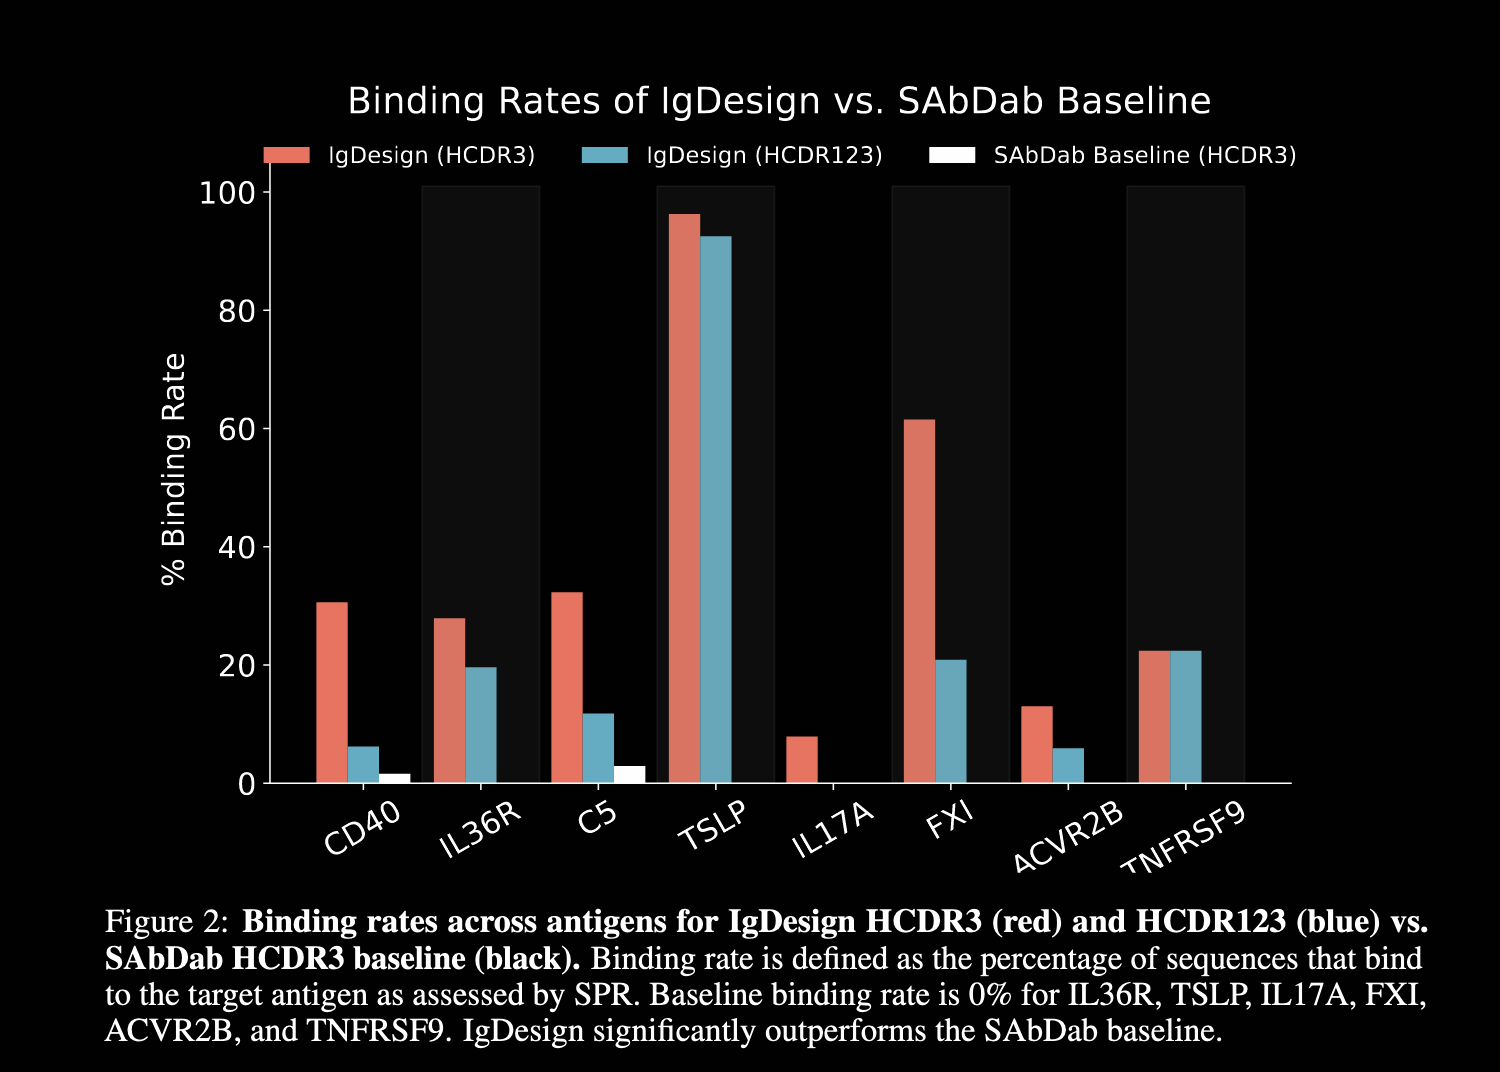 Binding Rates of IgDesign vs. SAbDab Baseline
IgDesign (HCDR3)
IgDesign (HCDR123)
SAbDab Baseline (HCDR3)
% Binding Rate
100
80
60
40
20
0
CD40
IL36R
C5
TSLP
IL17A
FXI
ACVR2B
TNFRSF9
Figure 2: Binding rates across antigens for IgDesign HCDR3 (red) and HCDR123 (blue) vs.
SAbDab HCDR3 baseline (black). Binding rate is defined as the percentage of sequences that bind
to the target antigen as assessed by SPR. Baseline binding rate is 0% for IL36R, TSLP, IL17A, FXI,
ACVR2B, and TNFRSF9. IgDesign significantly outperforms the SAbDab baseline.